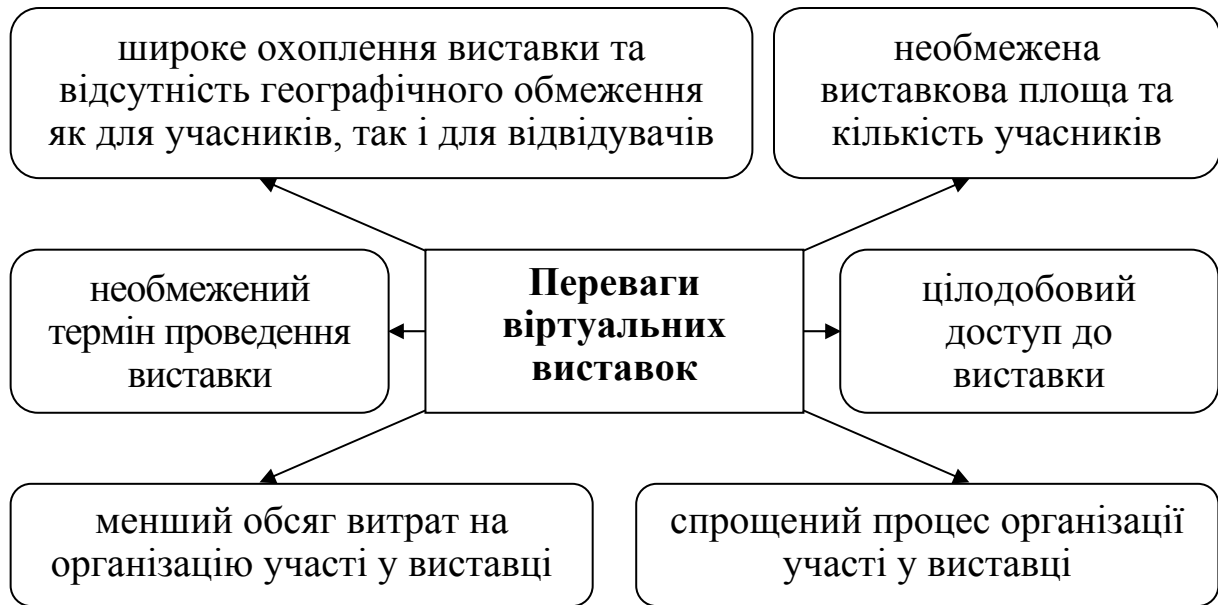 широке охоплення виставки та
відсутність географічного обмеження
як для учасників, так і для відвідувачів
необмежена
виставкова площа та
кількість учасників
необмежений
термін проведення
виставки
Переваги
віртуальних
виставок
цілодобовий
доступ до
виставки
менший обсяг витрат на
організацію участі у виставці
спрощений процес організації
участі у виставці